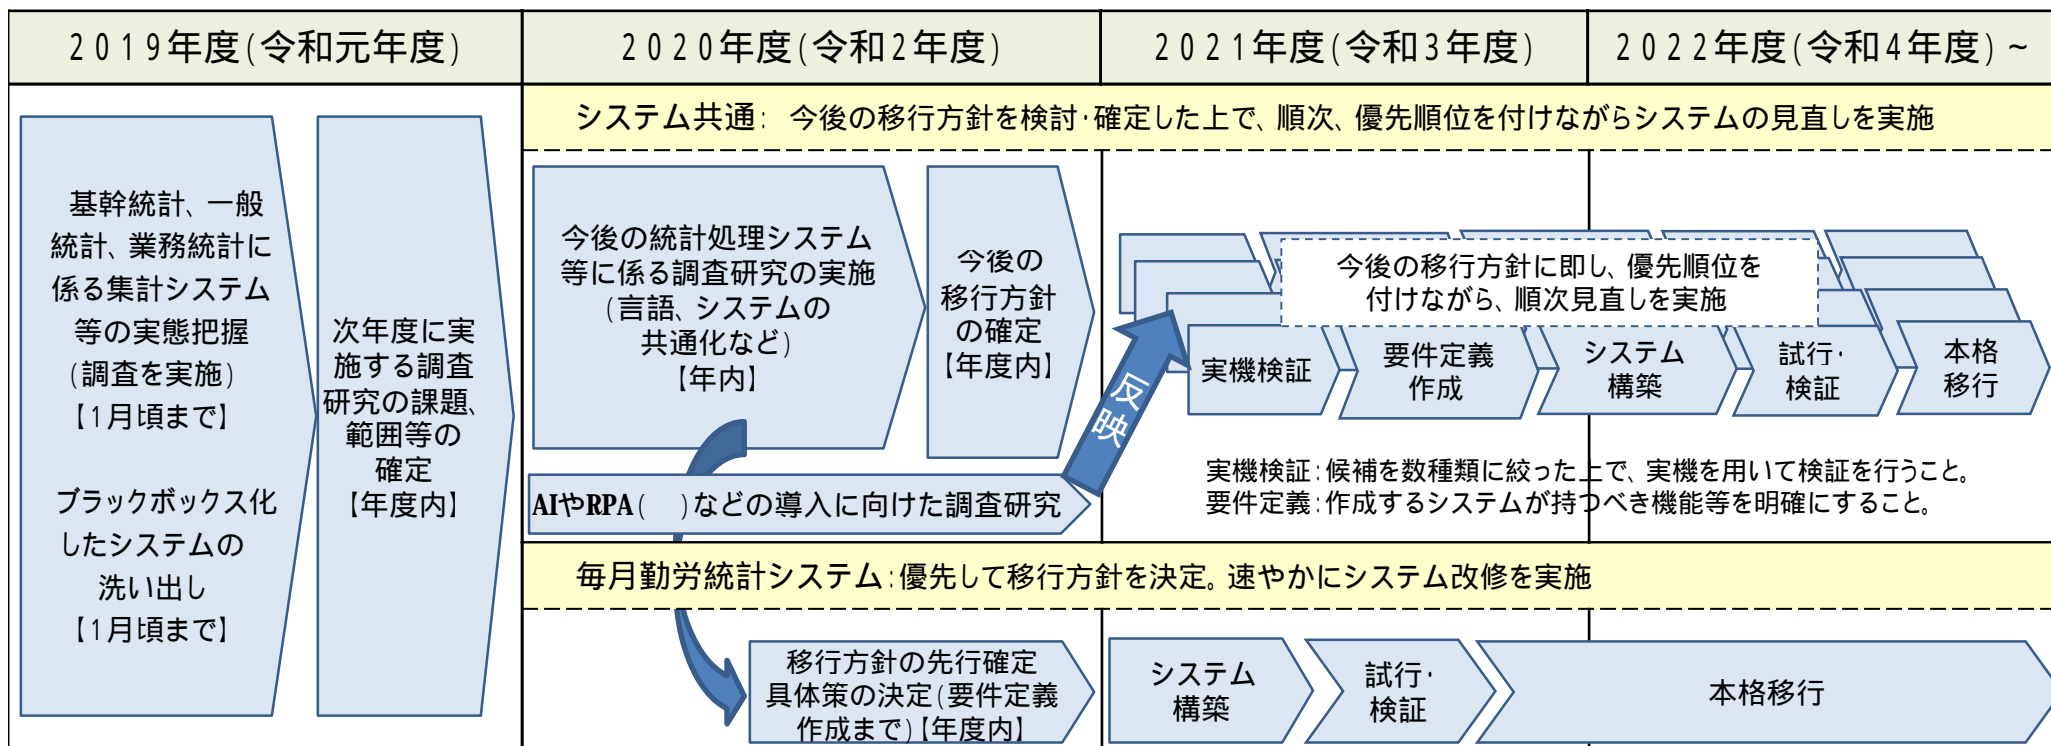 2019年度(令和元年度)
2020年度(令和2年度)
2021年度(令和3年度)
2022年度(令和4年度)~
基幹統計、一般
統計、業務統計に
係る集計システム
等の実態把握
(調査を実施)
【1月頃まで】
ブラックボックス化
したシステムの
洗い出し
【1月頃まで】
次年度に実
施する調査
研究の課題、
範囲等の
確定
【年度内】
システム共通: 今後の移行方針を検討・確定した上で、順次、優先順位を付けながらシステムの見直しを実施
今後の統計処理システム
等に係る調査研究の実施
(言語、システムの
共通化など)
【年内】
今後の
移行方針
の確定
【年度内】
AIやRPA( )などの導入に向けた調査研究
反映
今後の移行方針に即し、優先順位を
付けながら、順次見直しを実施
実機検証
要件定義
作成
システム
構築
試行・
検証
本格
移行
実機検証:候補を数種類に絞った上で、実機を用いて検証を行うこと。
要件定義:作成するシステムが持つべき機能等を明確にすること。
毎月勤労統計システム:優先して移行方針を決定。速やかにシステム改修を実施
移行方針の先行確定
具体策の決定(要件定義
作成まで)【年度内】
システム
構築
試行・
検証
本格移行